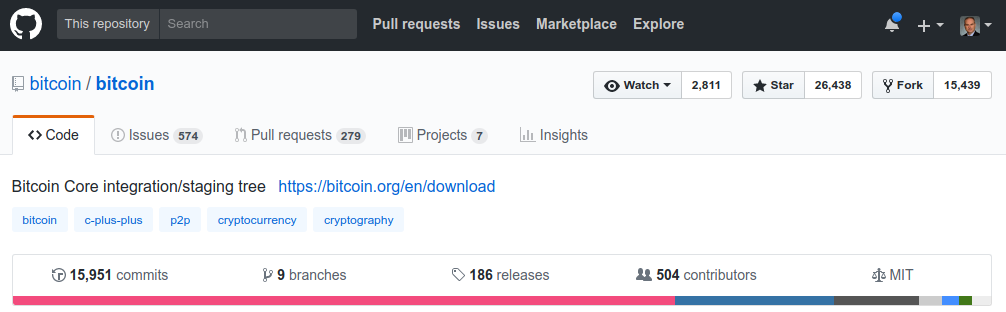 This repository Search Pull requests Issues Marketplace Explore
bitcoin / bitcoin Watch 2,811 Star 26,438 Fork 15,439
Code Issues 574 Pull requests 279 Projects 7 Insights
Bitcoin Core integration/staging tree https://bitcoin.org/en/download
bitcoin c-plus-plus p2p cryptocurrency cryptography
15,951 commits 9 branches 186 releases 504 contributors MIT